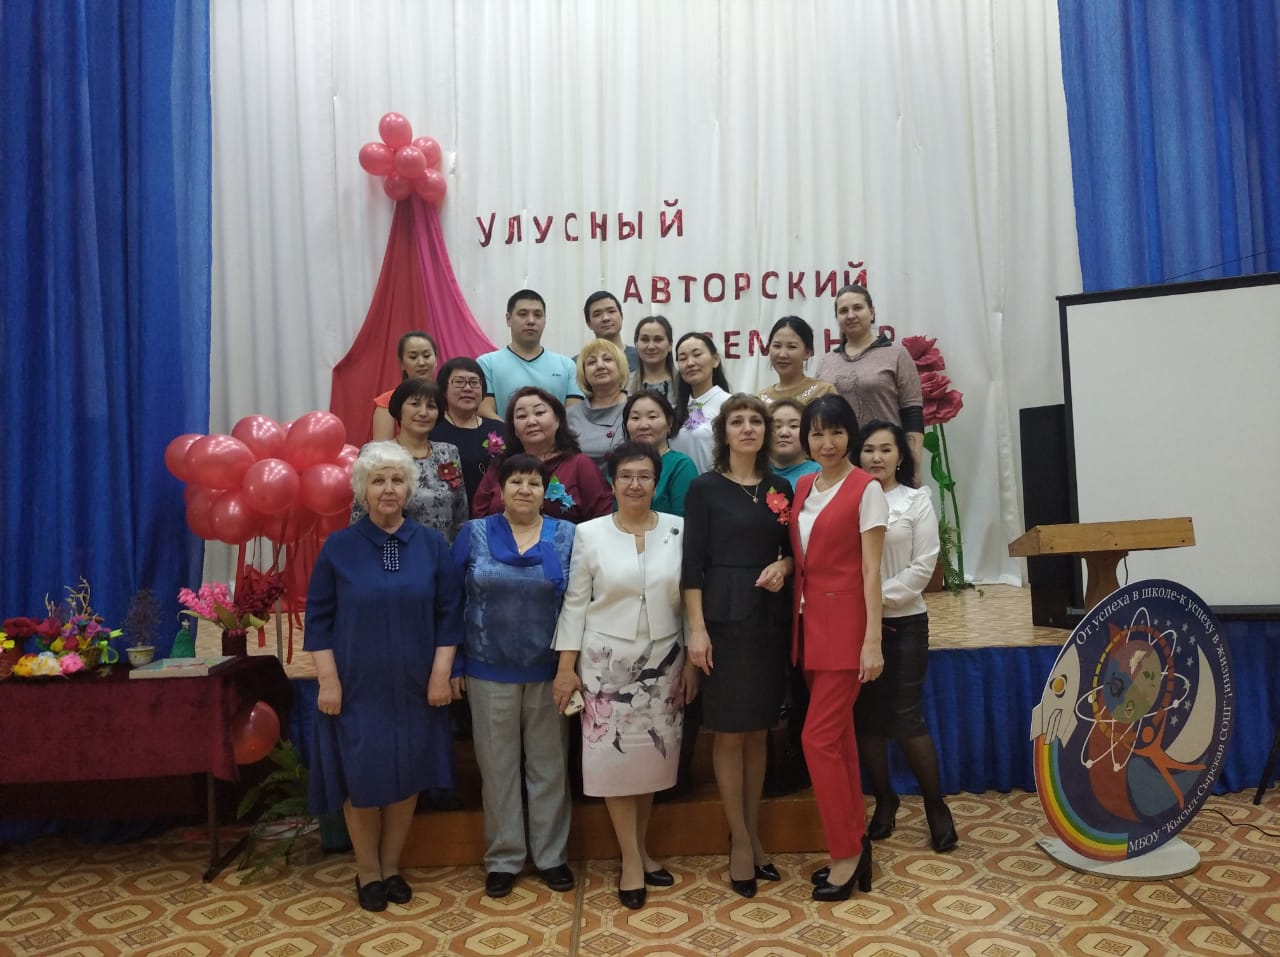 УЛУСНЫЙ
АВТОРСКИЙ
От успеха в школе-к успеху в жизни!..
МБОУ "Кысыл-Сырская СОШ"